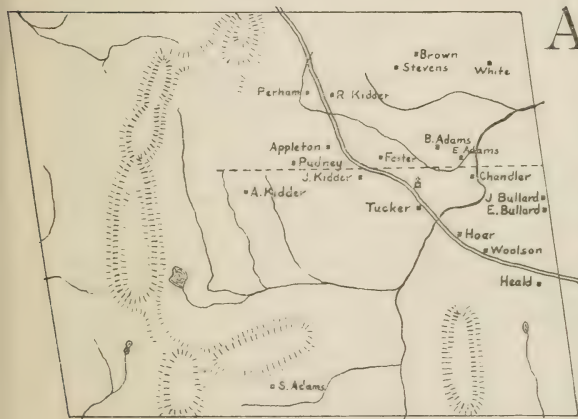 A
Brown
Stevens
White
Perham
R. Kidder
Appleton
B. Adams
Foster
E. Adams
Pudney
J. Kidder
Chandler
A. Kidder
J Bullard
Tucker
E. Bullard
Hoar
Woolson
Heald
S. Adams